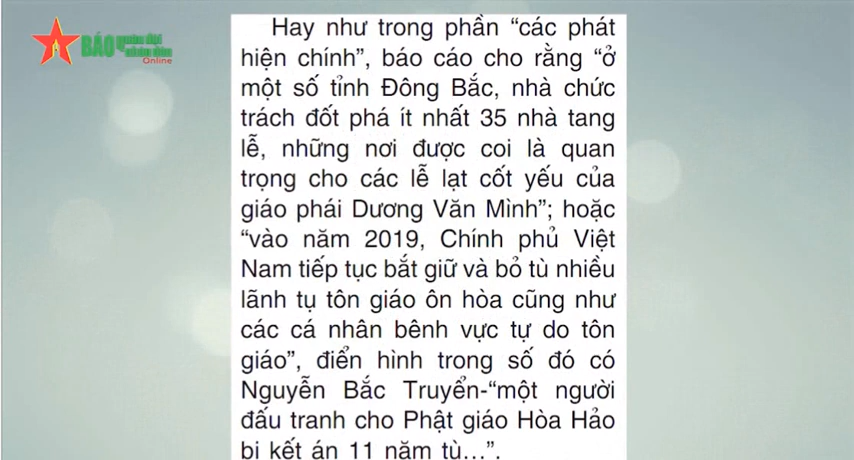 BÁO QUÂN ĐỘI NHÂN DÂN
Online
Hay như trong phần “các phát
hiện chính”, báo cáo cho rằng “ở
một số tỉnh Đông Bắc, nhà chức
trách đốt phá ít nhất 35 nhà tang
lễ, những nơi được coi là quan
trọng cho các lễ lạt cốt yếu của
giáo phái Dương Văn Mình”; hoặc
“vào năm 2019, Chính phủ Việt
Nam tiếp tục bắt giữ và bỏ tù nhiều
lãnh tụ tôn giáo ôn hòa cũng như
các cá nhân bênh vực tự do tôn
giáo”, điển hình trong số đó có
Nguyễn Bắc Truyển-“một người
đấu tranh cho Phật giáo Hòa Hảo
bị kết án 11 năm tù...”.